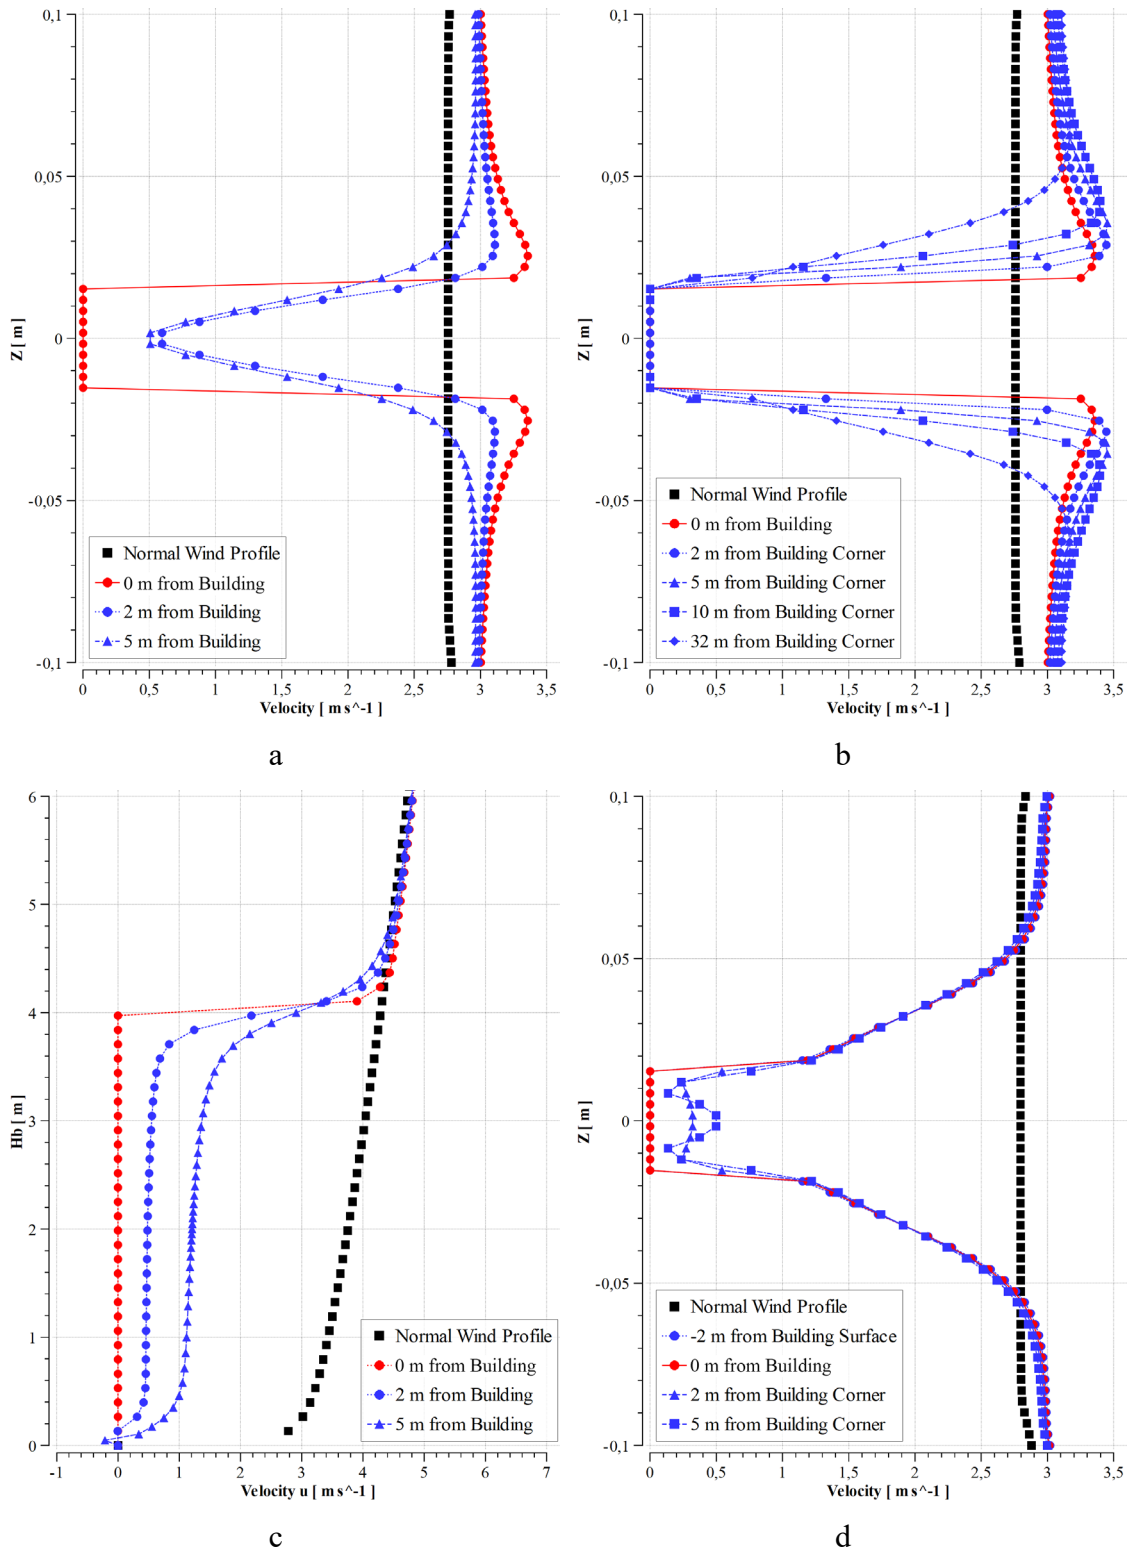 0,1
0,05
0
-0,05
-0,1
Z [ m ]
Normal Wind Profile
0 m from Building
2 m from Building
5 m from Building
0 0,5 1 1,5 2 2,5 3 3,5
Velocity [ m s^-1 ]
a
0,1
0,05
0
-0,05
-0,1
Z [ m ]
Normal Wind Profile
0 m from Building
2 m from Building Corner
5 m from Building Corner
10 m from Building Corner
32 m from Building Corner
0 0,5 1 1,5 2 2,5 3 3,5
Velocity [ m s^-1 ]
b
6
5
4
3
2
1
0
Hb [ m ]
Normal Wind Profile
0 m from Building
2 m from Building
5 m from Building
-1 0 1 2 3 4 5 6 7
Velocity u [ m s^-1 ]
c
0,1
0,05
0
-0,05
-0,1
Z [ m ]
Normal Wind Profile
-2 m from Building Surface
0 m from Building
2 m from Building Corner
5 m from Building Corner
0 0,5 1 1,5 2 2,5 3 3,5
Velocity [ m s^-1 ]
d